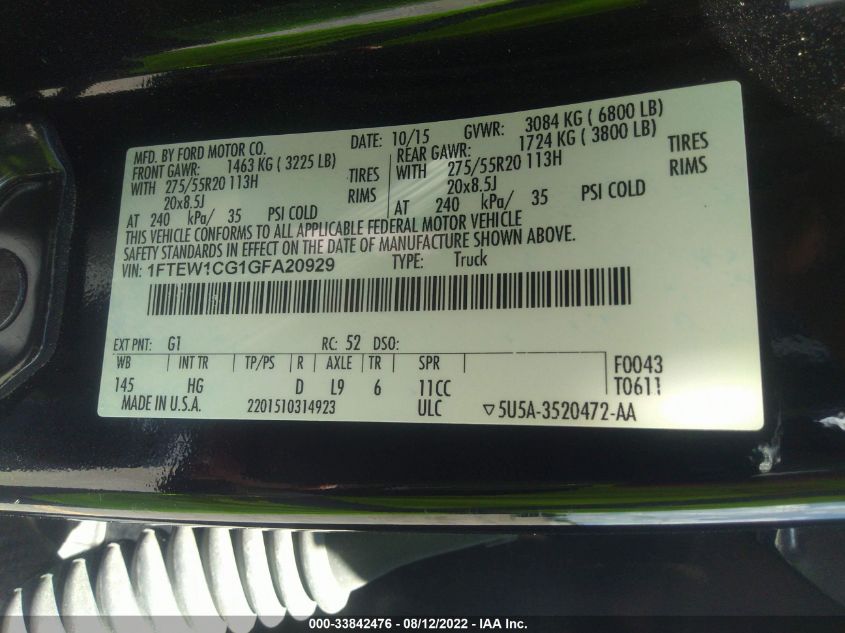 MFD. BY FORD MOTOR CO. DATE: 10/15 GVWR: 3084 KG ( 6800 LB)
FRONT GAWR: 1463 KG ( 3225 LB) REAR GAWR: 1724 KG ( 3800 LB)
WITH 275/55R20 113H TIRES WITH 275/55R20 113H TIRES
20x8.5J RIMS 20x8.5J RIMS
AT 240 kPa/ 35 PSI COLD AT 240 kPa/ 35 PSI COLD
THIS VEHICLE CONFORMS TO ALL APPLICABLE FEDERAL MOTOR VEHICLE
SAFETY STANDARDS IN EFFECT ON THE DATE OF MANUFACTURE SHOWN ABOVE.
VIN: 1FTEW1CG1GFA20929 TYPE: Truck
EXT PNT: G1 RC: 52 DSO:
WB INT TR TP/PS R AXLE TR SPR F0043
145 HG D L9 6 11CC T0611
MADE IN U.S.A. 2201510314923 ULC ▽5U5A-3520472-AA
000-33842476 - 08/12/2022 - IAA Inc.